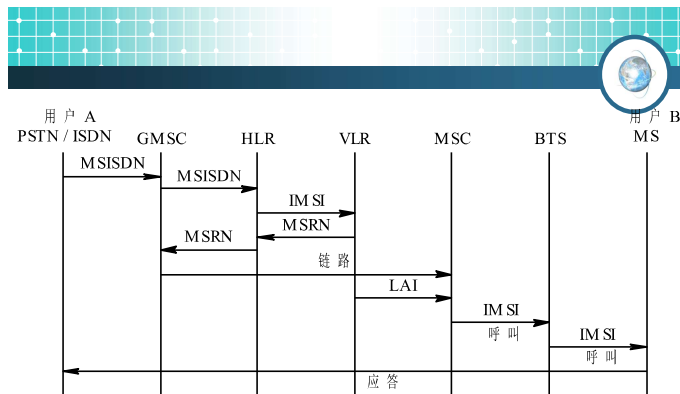 用户 A
用户 B
PSTN / ISDN
GMSC
HLR
VLR
MSC
BTS
MS
MSISDN
MSISDN
IMSI
MSRN
MSRN
链路
LAI
IMSI
呼叫
IMSI
呼叫
应答